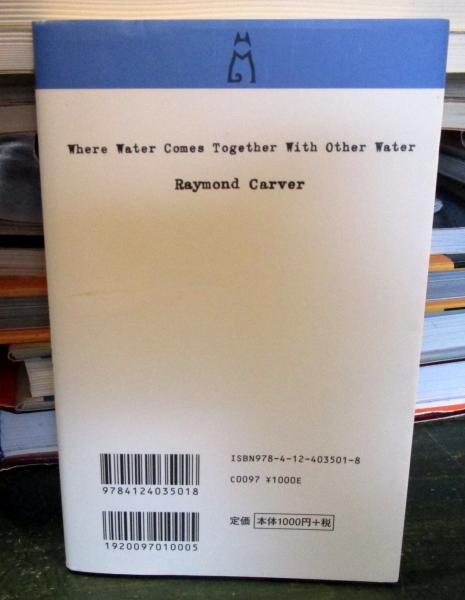 Where Water Comes Together With Other Water
Raymond Carver
ISBN978-4-12-403501-8
C0097 ¥1000E
9784124035018
定価 本体1000円+税
1920097010005